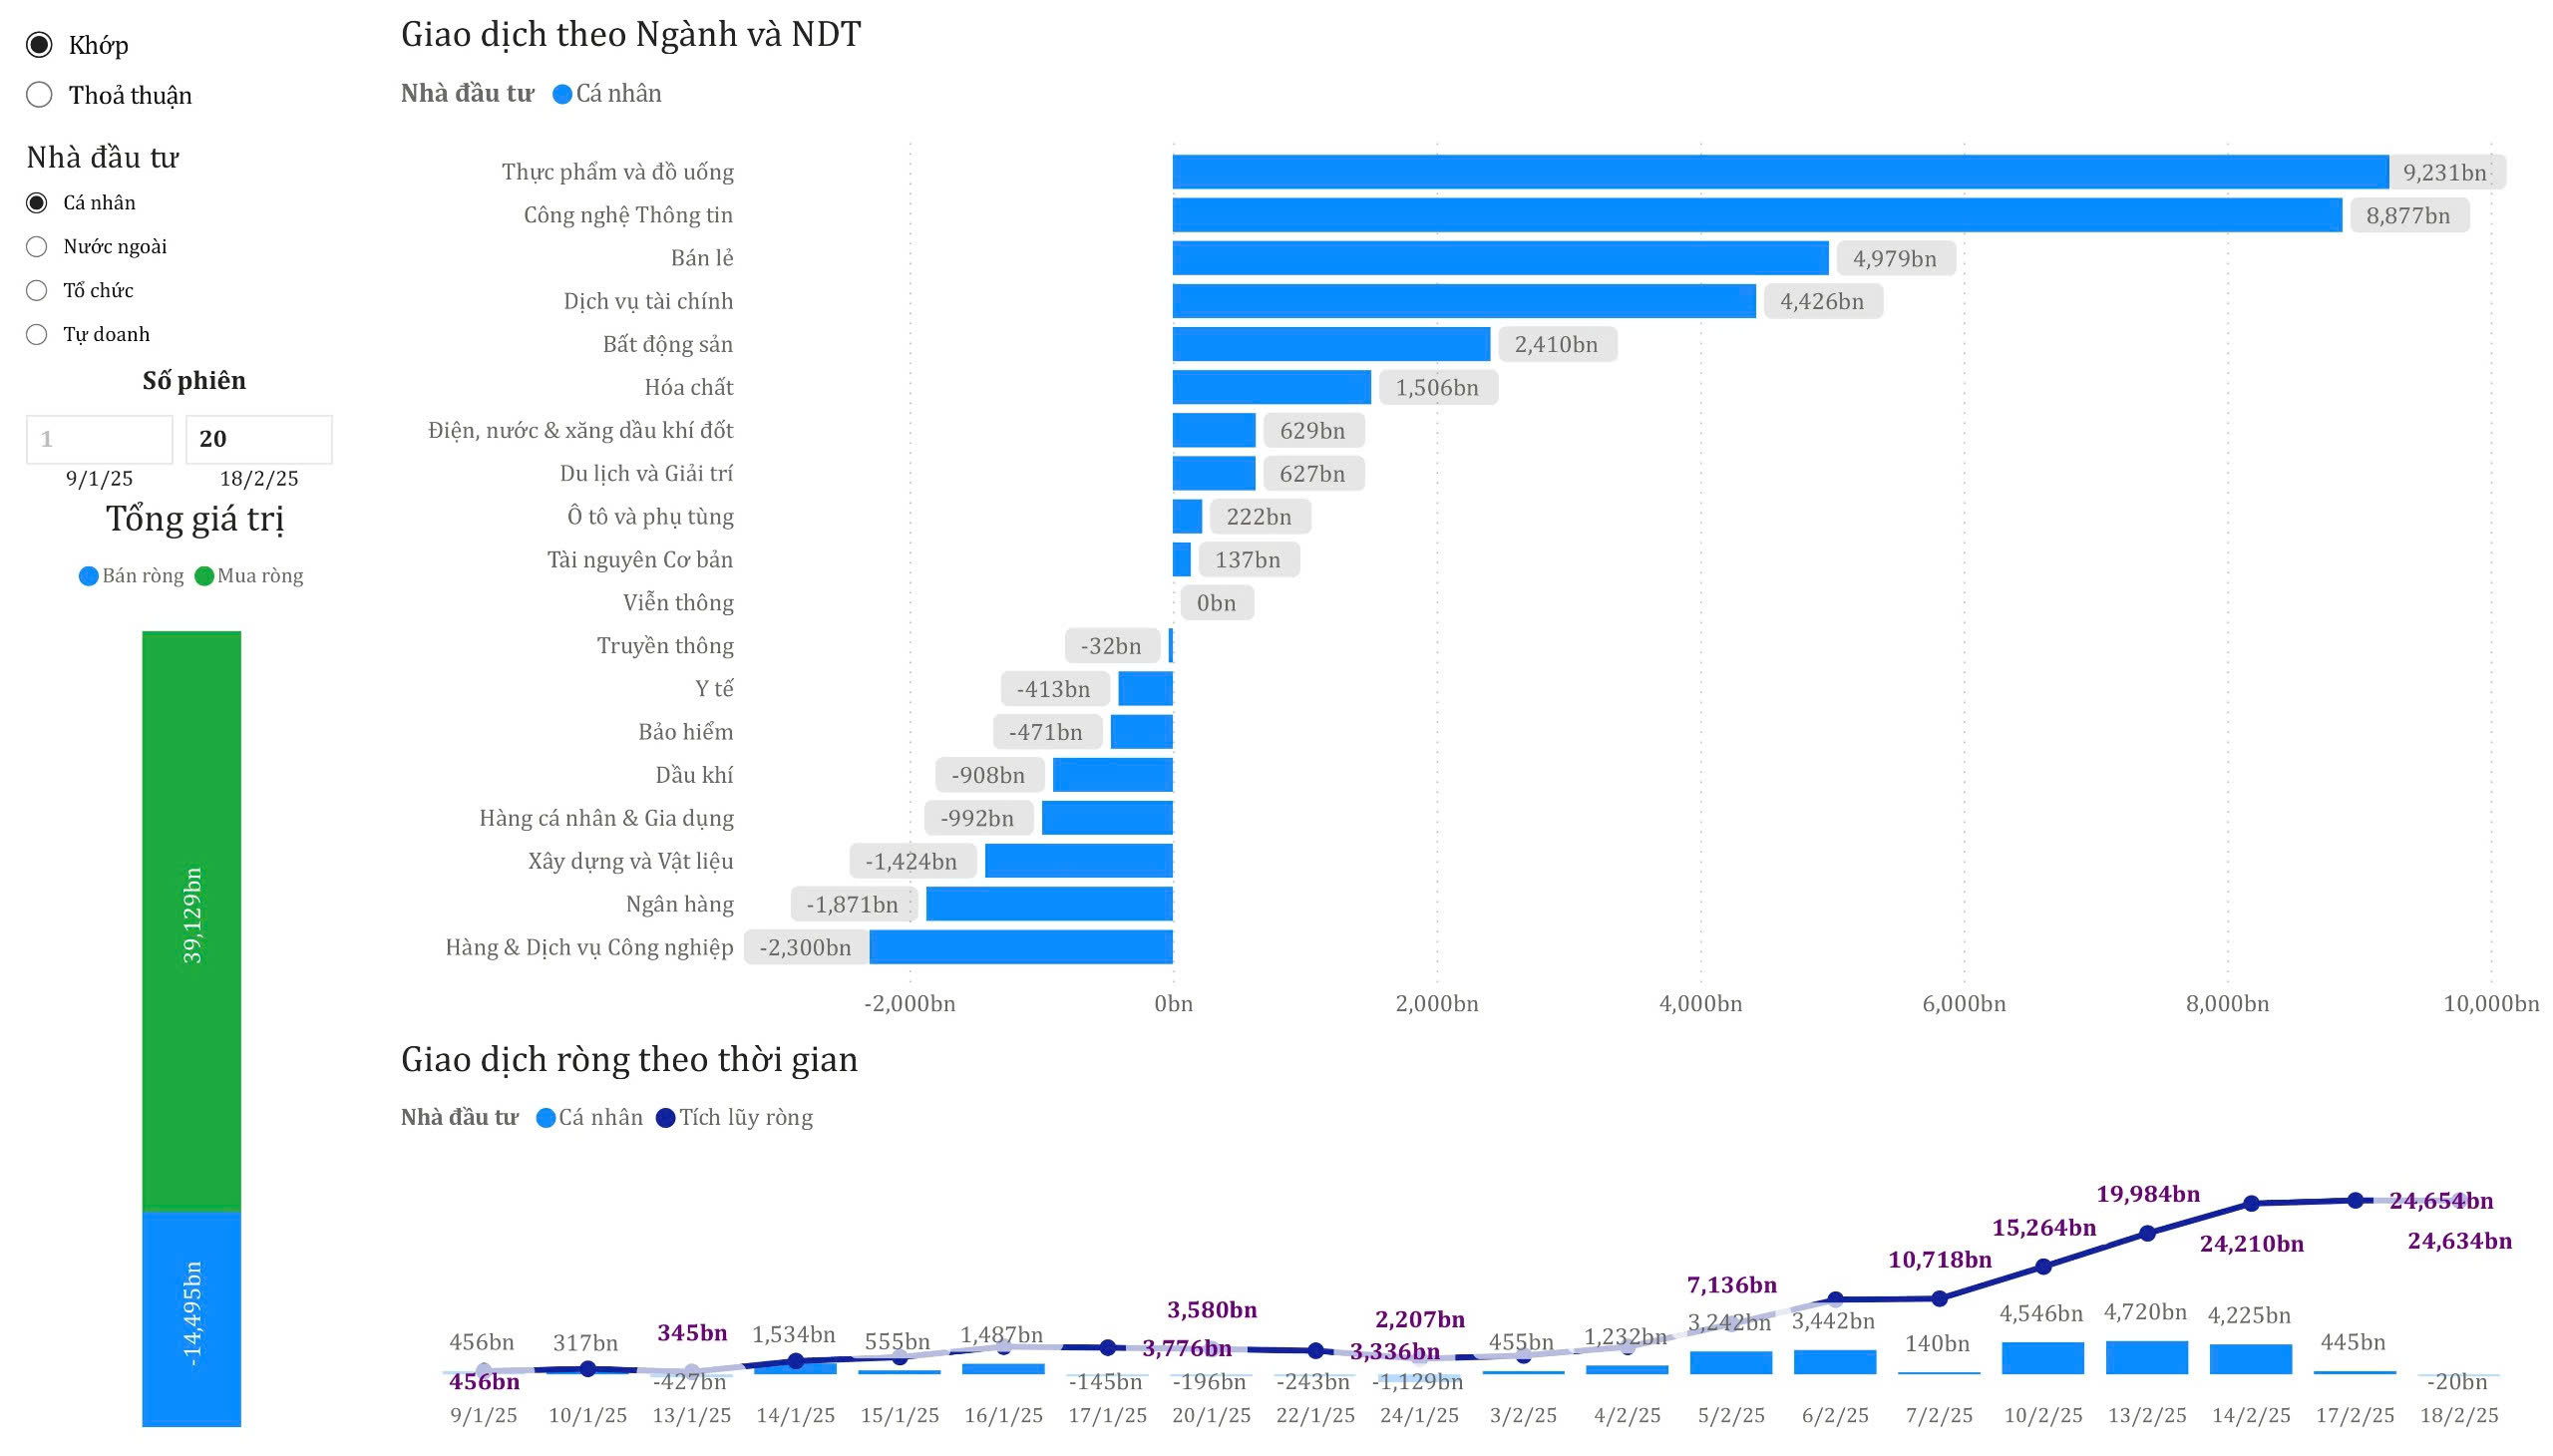 Khớp
Thoả thuận
Nhà đầu tư
Cá nhân
Nước ngoài
Tổ chức
Tự doanh
Số phiên
1 20
9/1/25 18/2/25
Tổng giá trị
Bán ròng Mua ròng
39,129bn
-14,495bn
Giao dịch theo Ngành và NDT
Nhà đầu tư Cá nhân
Thực phẩm và đồ uống 9,231bn
Công nghệ Thông tin 8,877bn
Bán lẻ 4,979bn
Dịch vụ tài chính 4,426bn
Bất động sản 2,410bn
Hóa chất 1,506bn
Điện, nước & xăng dầu khí đốt 629bn
Du lịch và Giải trí 627bn
Ô tô và phụ tùng 222bn
Tài nguyên Cơ bản 137bn
Viễn thông 0bn
Truyền thông -32bn
Y tế -413bn
Bảo hiểm -471bn
Dầu khí -908bn
Hàng cá nhân & Gia dụng -992bn
Xây dựng và Vật liệu -1,424bn
Ngân hàng -1,871bn
Hàng & Dịch vụ Công nghiệp -2,300bn
-2,000bn 0bn 2,000bn 4,000bn 6,000bn 8,000bn 10,000bn
Giao dịch ròng theo thời gian
Nhà đầu tư Cá nhân Tích lũy ròng
19,984bn 24,654bn
15,264bn 24,210bn 24,634bn
10,718bn
7,136bn
3,580bn 2,207bn
4,546bn 4,720bn 4,225bn
3,242bn 3,442bn
456bn 317bn 345bn 1,534bn 555bn 1,487bn 3,776bn 3,336bn 455bn 1,232bn 140bn 445bn
456bn -427bn -145bn -196bn -243bn -1,129bn -20bn
9/1/25 10/1/25 13/1/25 14/1/25 15/1/25 16/1/25 17/1/25 20/1/25 22/1/25 24/1/25 3/2/25 4/2/25 5/2/25 6/2/25 7/2/25 10/2/25 13/2/25 14/2/25 17/2/25 18/2/25